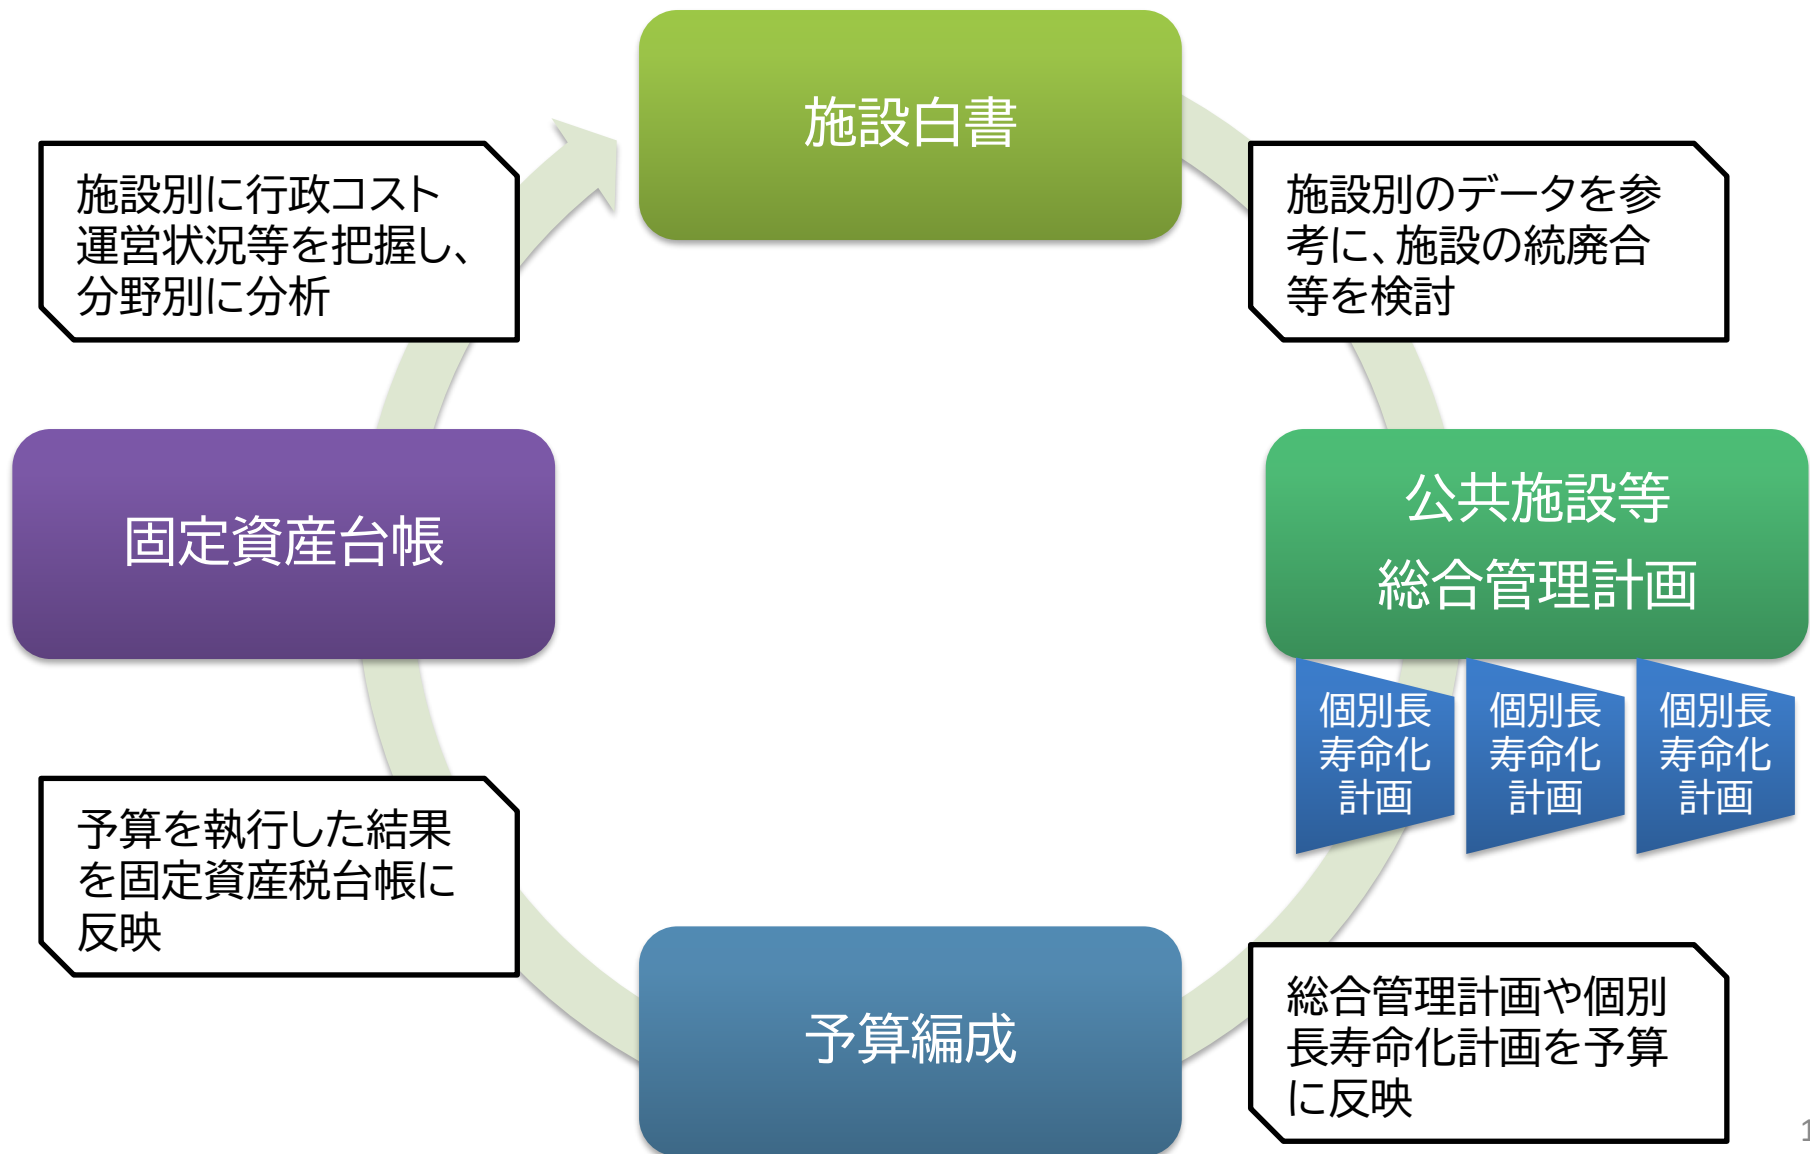 施設白書
施設別に行政コスト
運営状況等を把握し、
分野別に分析
施設別のデータを参
考に、施設の統廃合
等を検討
固定資産台帳
公共施設等
総合管理計画
個別長
寿命化
計画
個別長
寿命化
計画
個別長
寿命化
計画
予算を執行した結果
を固定資産税台帳に
反映
予算編成
総合管理計画や個別
長寿命化計画を予算
に反映
1